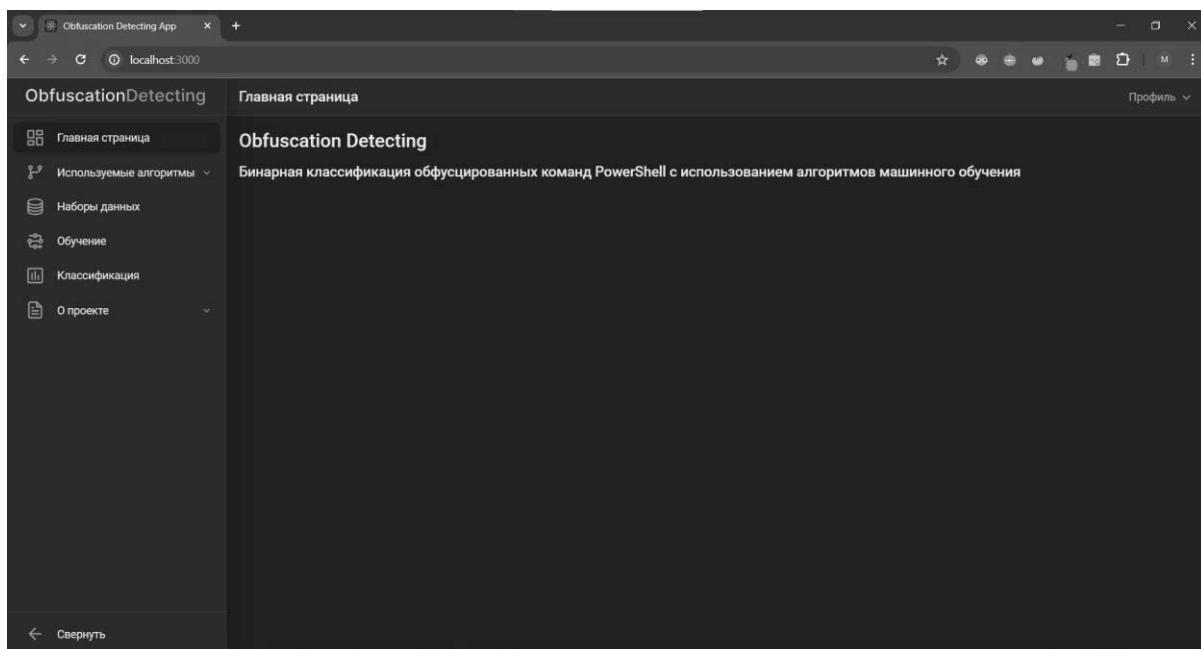 Obfuscation Detecting App
localhost:3000
M
ObfuscationDetecting
Главная страница
Профиль
Главная страница
Используемые алгоритмы
Наборы данных
Обучение
Классификация
О проекте
Свернуть
Obfuscation Detecting
Бинарная классификация обфусцированных команд PowerShell с использованием алгоритмов машинного обучения